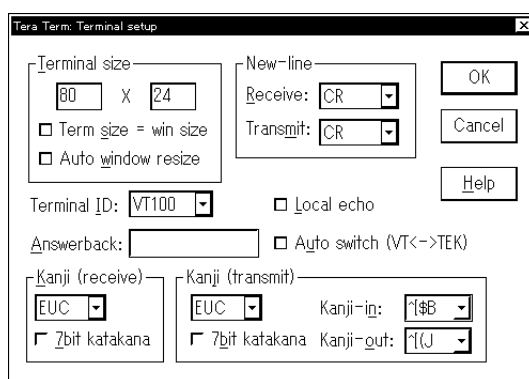 Tera Term: Terminal setup
Terminal size
80 X 24
Term size = win size
Auto window resize
New-line
Receive: CR
Transmit: CR
OK
Cancel
Help
Terminal ID: VT100
Local echo
Answerback:
Auto switch (VT<->TEK)
Kanji (receive)
EUC
7bit katakana
Kanji (transmit)
EUC
7bit katakana
Kanji-in: ^[$B
Kanji-out: ^[(J